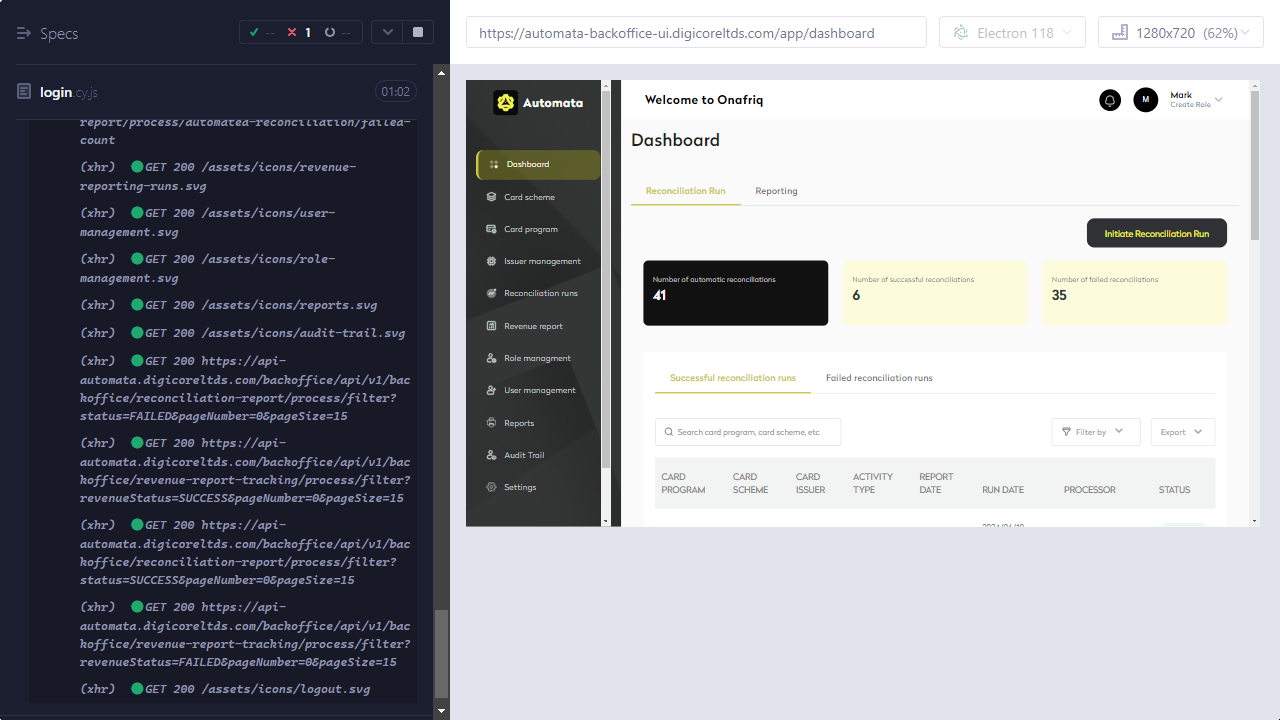 Specs
--
1
--
login.cy.js
01:02
report/process/automated-reconciliation/failed-
count
(xhr) GET 200 /assets/icons/revenue-
reporting-runs.svg
(xhr) GET 200 /assets/icons/user-
management.svg
(xhr) GET 200 /assets/icons/role-
management.svg
(xhr) GET 200 /assets/icons/reports.svg
(xhr) GET 200 /assets/icons/audit-trail.svg
(xhr) GET 200 https://api-
automata.digicoreltds.com/backoffice/api/v1/bac
koffice/reconciliation-report/process/filter?
status=FAILED&pageNumber=0&pageSize=15
(xhr) GET 200 https://api-
automata.digicoreltds.com/backoffice/api/v1/bac
koffice/revenue-report-tracking/process/filter?
revenueStatus=SUCCESS&pageNumber=0&pageSize=15
(xhr) GET 200 https://api-
automata.digicoreltds.com/backoffice/api/v1/bac
koffice/reconciliation-report/process/filter?
status=SUCCESS&pageNumber=0&pageSize=15
(xhr) GET 200 https://api-
automata.digicoreltds.com/backoffice/api/v1/bac
koffice/revenue-report-tracking/process/filter?
revenueStatus=FAILED&pageNumber=0&pageSize=15
(xhr) GET 200 /assets/icons/logout.svg
https://automata-backoffice-ui.digicoreltds.com/app/dashboard
Electron 118
1280x720 (62%)
Automata
Dashboard
Card scheme
Card program
Issuer management
Reconciliation runs
Revenue report
Role managment
User management
Reports
Audit Trail
Settings
Welcome to Onafriq
M
Mark
Create Role
Dashboard
Reconciliation Run
Reporting
Initiate Reconciliation Run
Number of automatic reconciliations
41
Number of successful reconciliations
6
Number of failed reconciliations
35
Successful reconciliation runs
Failed reconciliation runs
Search card program, card scheme, etc
Filter by
Export
CARD PROGRAM
CARD SCHEME
CARD ISSUER
ACTIVITY TYPE
REPORT DATE
RUN DATE
PROCESSOR
STATUS